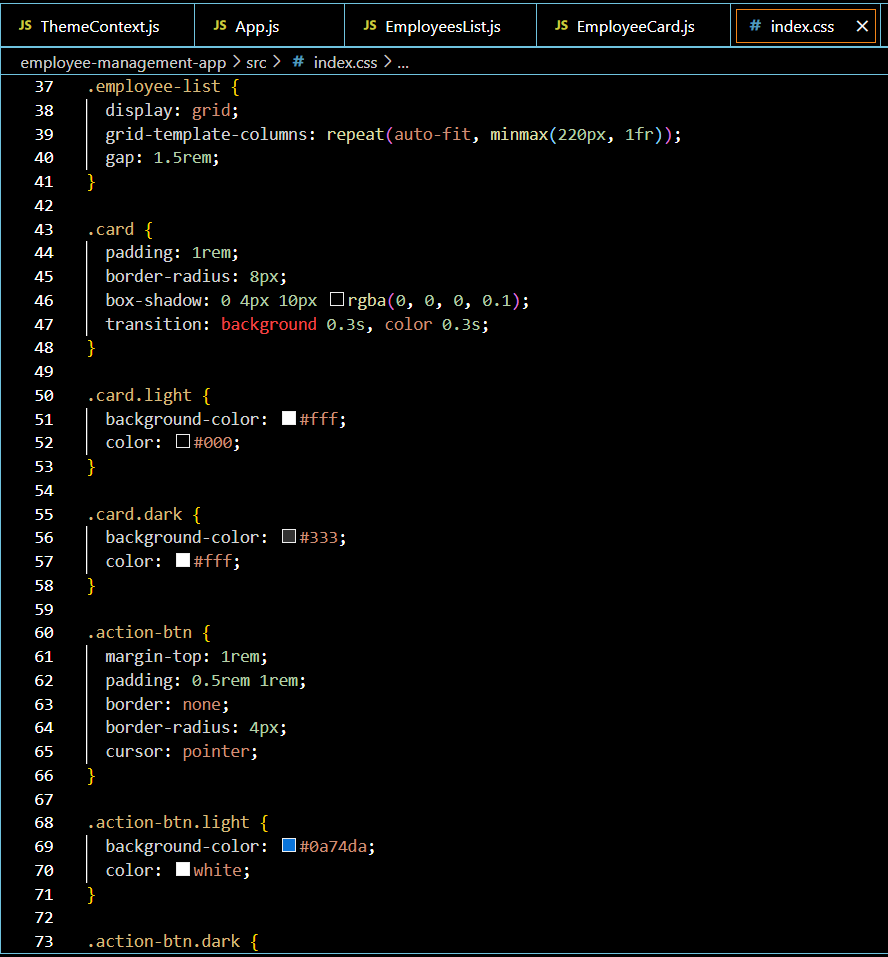 JS ThemeContext.js JS App.js JS EmployeesList.js JS EmployeeCard.js # index.css ×
employee-management-app > src > # index.css > ...
37 .employee-list {
38 display: grid;
39 grid-template-columns: repeat(auto-fit, minmax(220px, 1fr));
40 gap: 1.5rem;
41 }
42
43 .card {
44 padding: 1rem;
45 border-radius: 8px;
46 box-shadow: 0 4px 10px rgba(0, 0, 0, 0.1);
47 transition: background 0.3s, color 0.3s;
48 }
49
50 .card.light {
51 background-color: #fff;
52 color: #000;
53 }
54
55 .card.dark {
56 background-color: #333;
57 color: #fff;
58 }
59
60 .action-btn {
61 margin-top: 1rem;
62 padding: 0.5rem 1rem;
63 border: none;
64 border-radius: 4px;
65 cursor: pointer;
66 }
67
68 .action-btn.light {
69 background-color: #0a74da;
70 color: white;
71 }
72
73 .action-btn.dark {